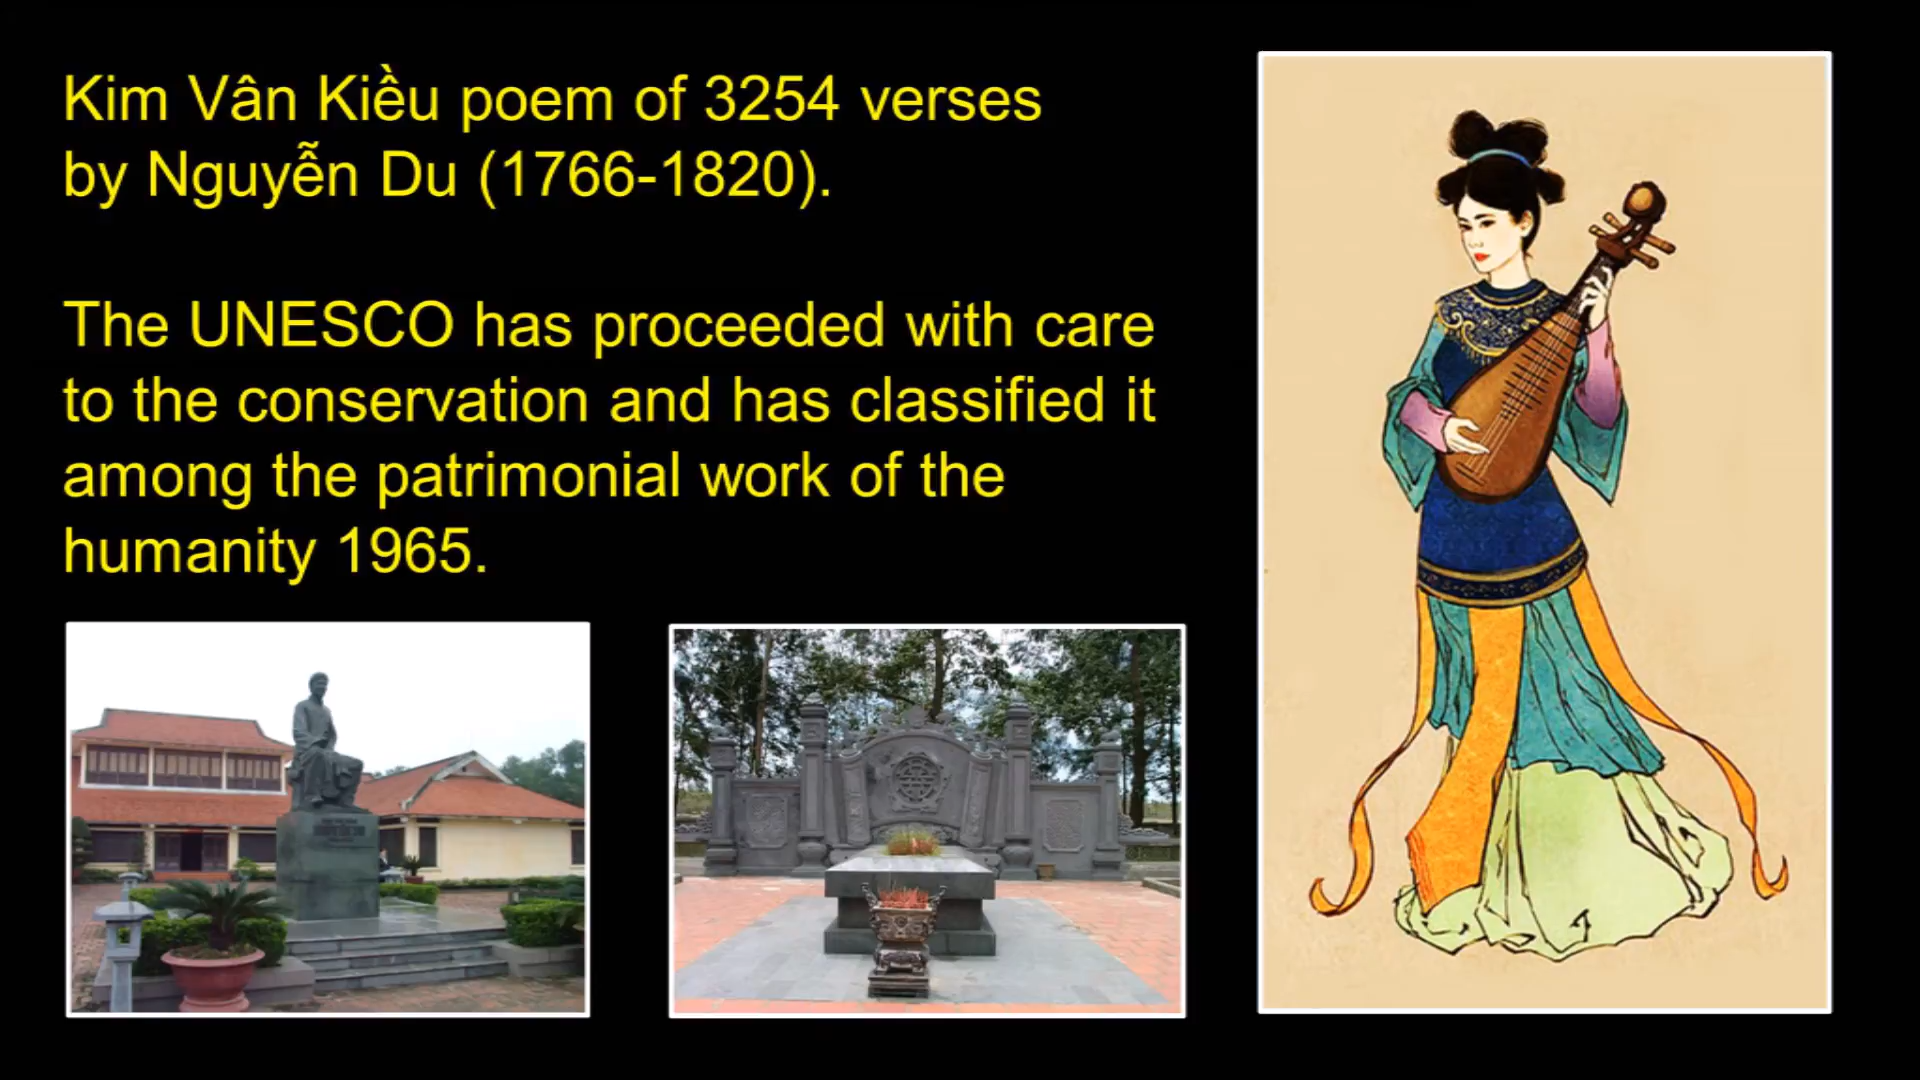 Kim Vân Kiều poem of 3254 verses
by Nguyễn Du (1766-1820).
The UNESCO has proceeded with care
to the conservation and has classified it
among the patrimonial work of the
humanity 1965.